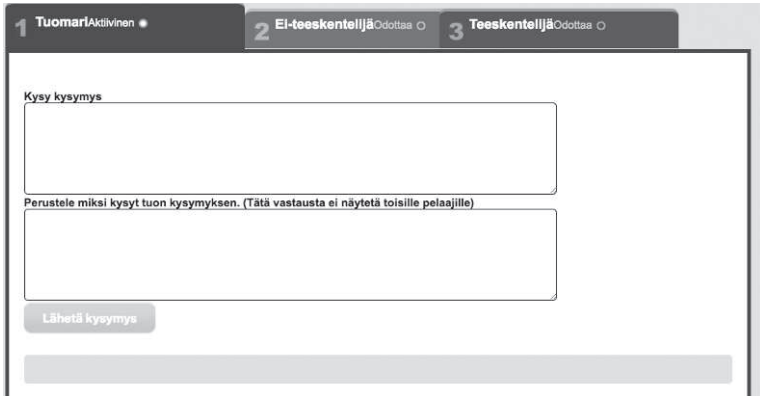 1 TuomariAktiivinen
2 Ei-teeskentelijäOdottaa
3 TeeskentelijäOdottaa
Kysy kysymys
Perustele miksi kysyt tuon kysymyksen. (Tätä vastausta ei näytetä toisille pelaajille)
Lähetä kysymys